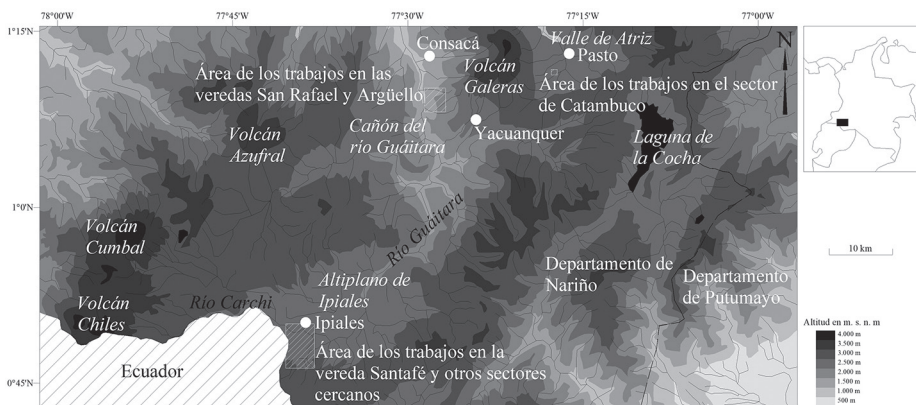 78°00'W
77°45'W
77°30'W
77°15'W
77°00'W
1°15'N
1°0'N
0°45'N
Consacá
Valle de Atriz
Pasto
N
Volcán
Galeras
Área de los trabajos en las
veredas San Rafael y Argüello
Área de los trabajos en el sector
de Catambuco
Cañón del
río Guáitara
Yacuanquer
Volcán
Azufral
Laguna de
la Cocha
Río Guáitara
Volcán
Cumbal
Altiplano de
Ipiales
Departamento de
Nariño
Departamento
de Putumayo
Volcán
Chiles
Río Carchi
Ipiales
Área de los trabajos en la
vereda Santafé y otros sectores
cercanos
Ecuador
10 km
Altitud en m. s. n. m
4.000 m
3.500 m
3.000 m
2.500 m
2.000 m
1.500 m
1.000 m
500 m